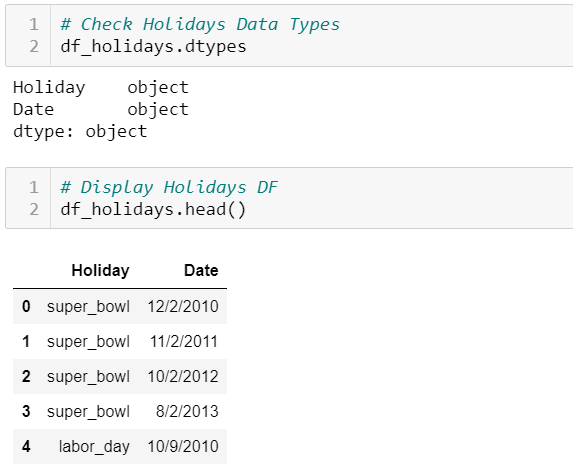 1 # Check Holidays Data Types
2 df_holidays.dtypes
Holiday object
Date object
dtype: object
1 # Display Holidays DF
2 df_holidays.head()
Holiday Date
0 super_bowl 12/2/2010
1 super_bowl 11/2/2011
2 super_bowl 10/2/2012
3 super_bowl 8/2/2013
4 labor_day 10/9/2010